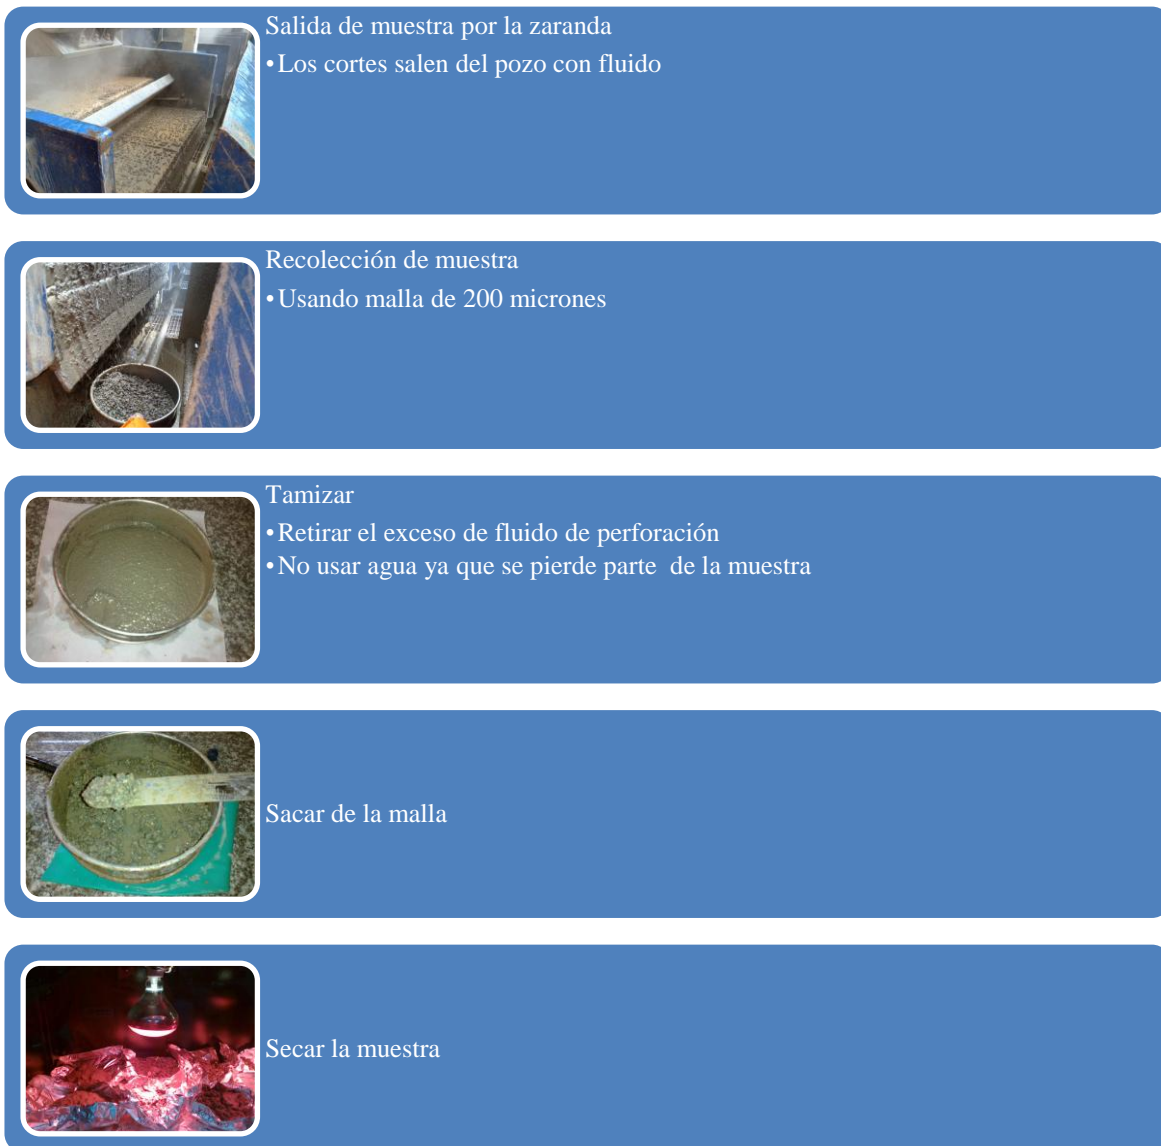 Salida de muestra por la zaranda
•Los cortes salen del pozo con fluido
Recolección de muestra
•Usando malla de 200 micrones
Tamizar
•Retirar el exceso de fluido de perforación
•No usar agua ya que se pierde parte  de la muestra
Sacar de la malla
Secar la muestra